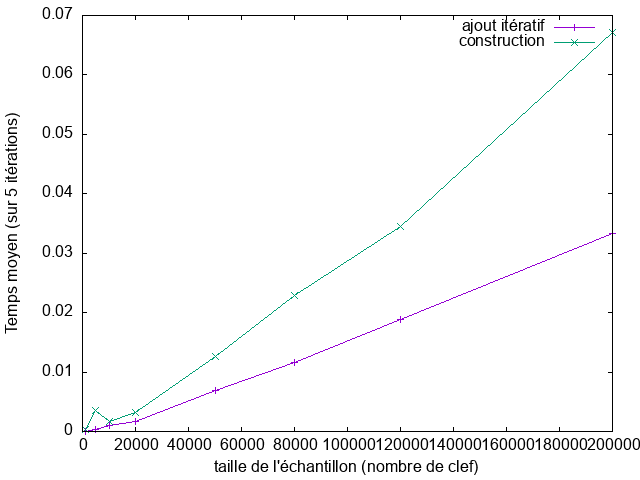 0.07
0.06
0.05
0.04
0.03
0.02
0.01
0
Temps moyen (sur 5 itérations)
ajout itératif
construction
0 20000 40000 60000 80000 100000 120000 140000 160000 180000 200000
taille de l'échantillon (nombre de clef)